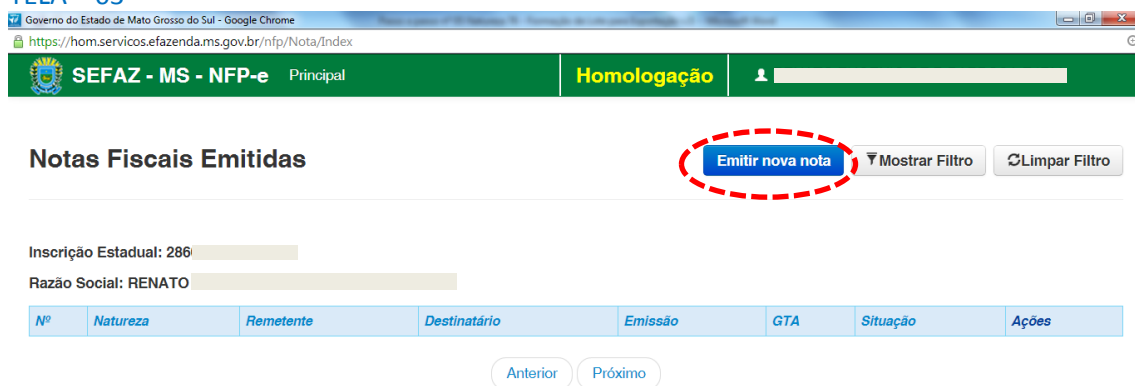 TELA – 03
Governo do Estado de Mato Grosso do Sul - Google Chrome
https://hom.servicos.efazenda.ms.gov.br/nfp/Nota/Index
SEFAZ - MS - NFP-e Principal Homologação
Notas Fiscais Emitidas Emitir nova nota Mostrar Filtro Limpar Filtro
Inscrição Estadual: 286
Razão Social: RENATO
Nº Natureza Remetente Destinatário Emissão GTA Situação Ações
Anterior Próximo